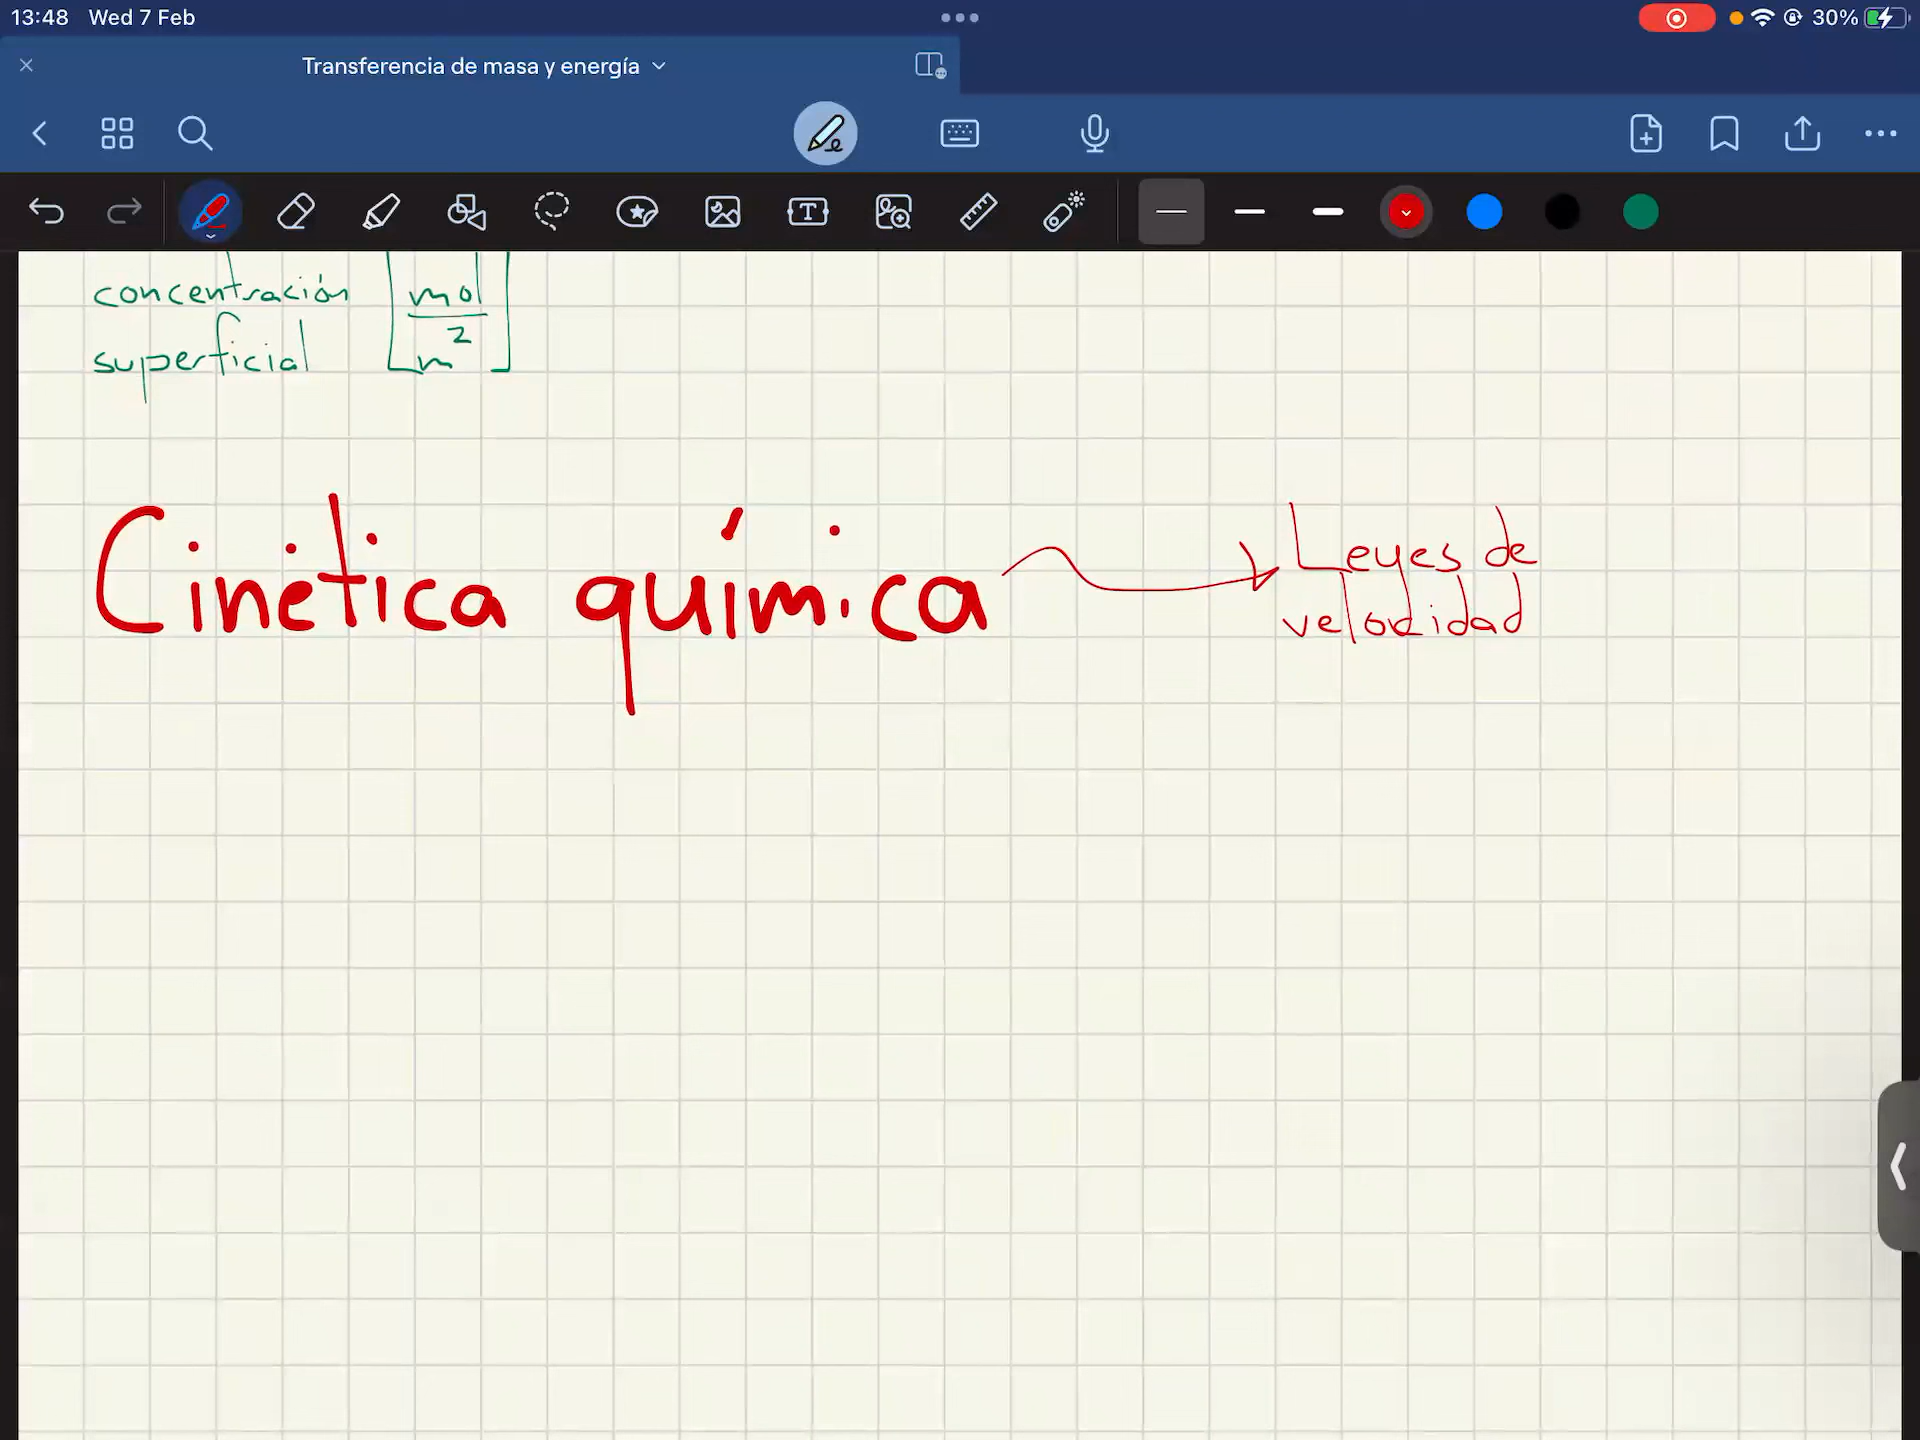 13:48 Wed 7 Feb
30%
Transferencia de masa y energía
concentración [mol
superficial m²]
Cinética química
Leyes de
velocidad